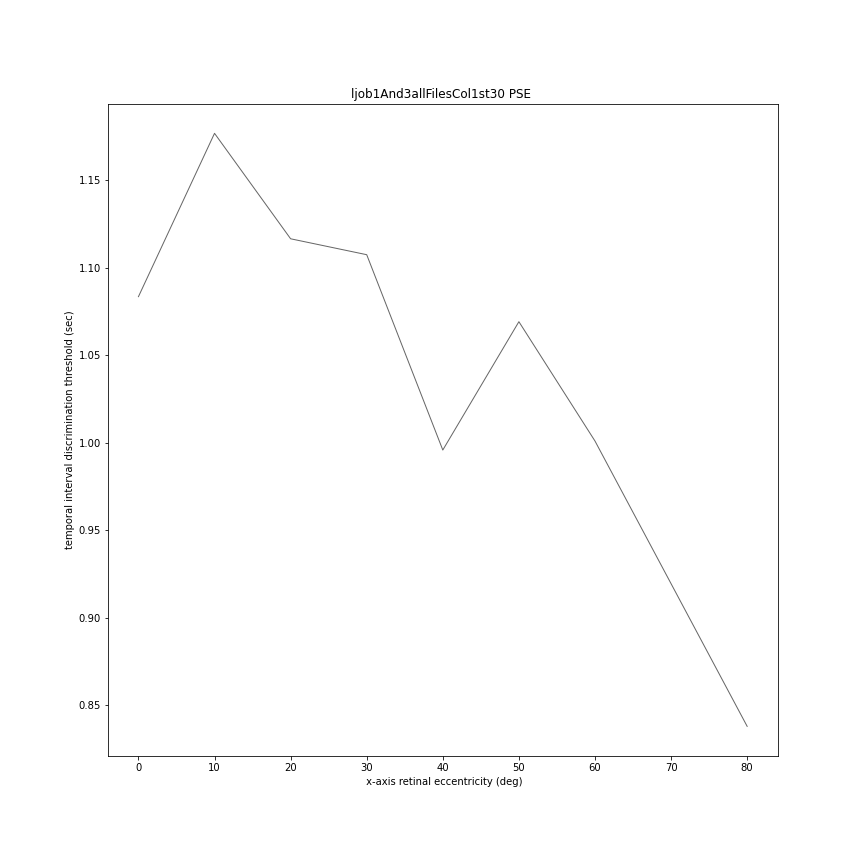 ljob1And3allFilesCol1st30 PSE
temporal interval discrimination threshold (sec)
1.15
1.10
1.05
1.00
0.95
0.90
0.85
0 10 20 30 40 50 60 70 80
x-axis retinal eccentricity (deg)